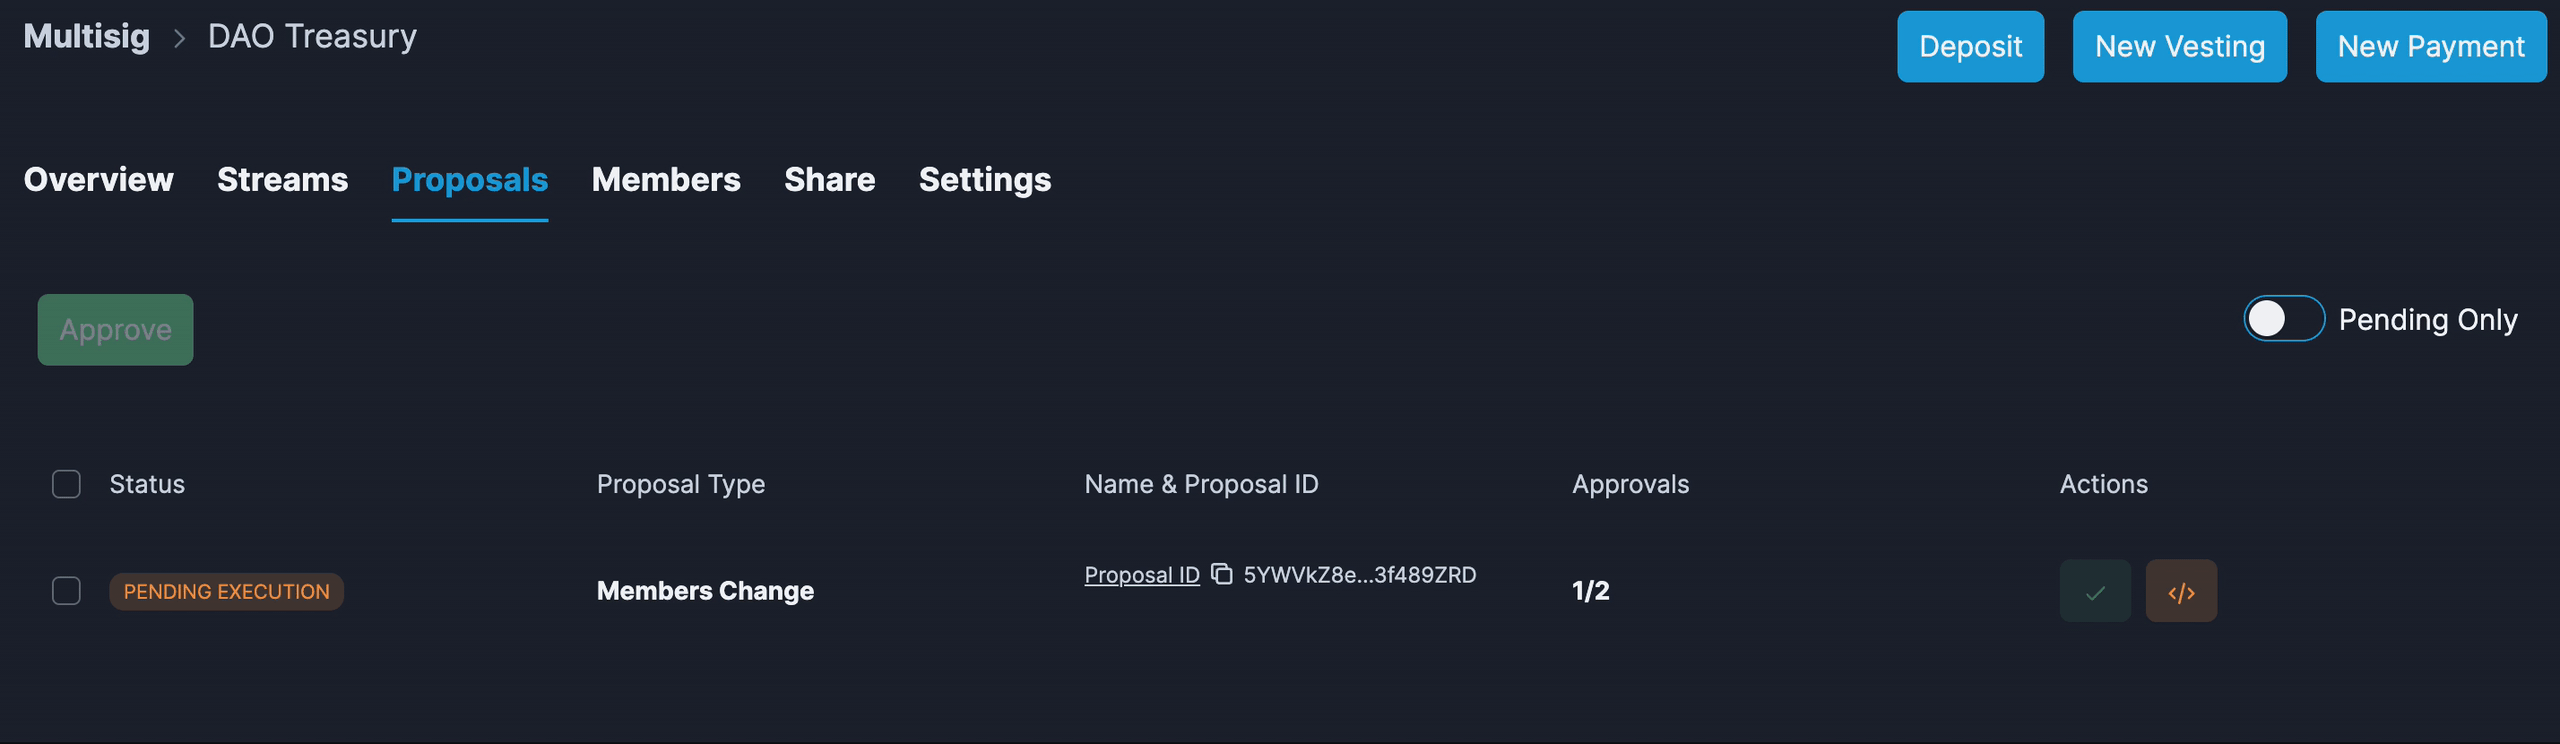 Multisig > DAO Treasury
Deposit
New Vesting
New Payment
Overview
Streams
Proposals
Members
Share
Settings
Approve
Pending Only
Status
Proposal Type
Name & Proposal ID
Approvals
Actions
PENDING EXECUTION
Members Change
Proposal ID 5YWVkZ8e...3f489ZRD
1/2